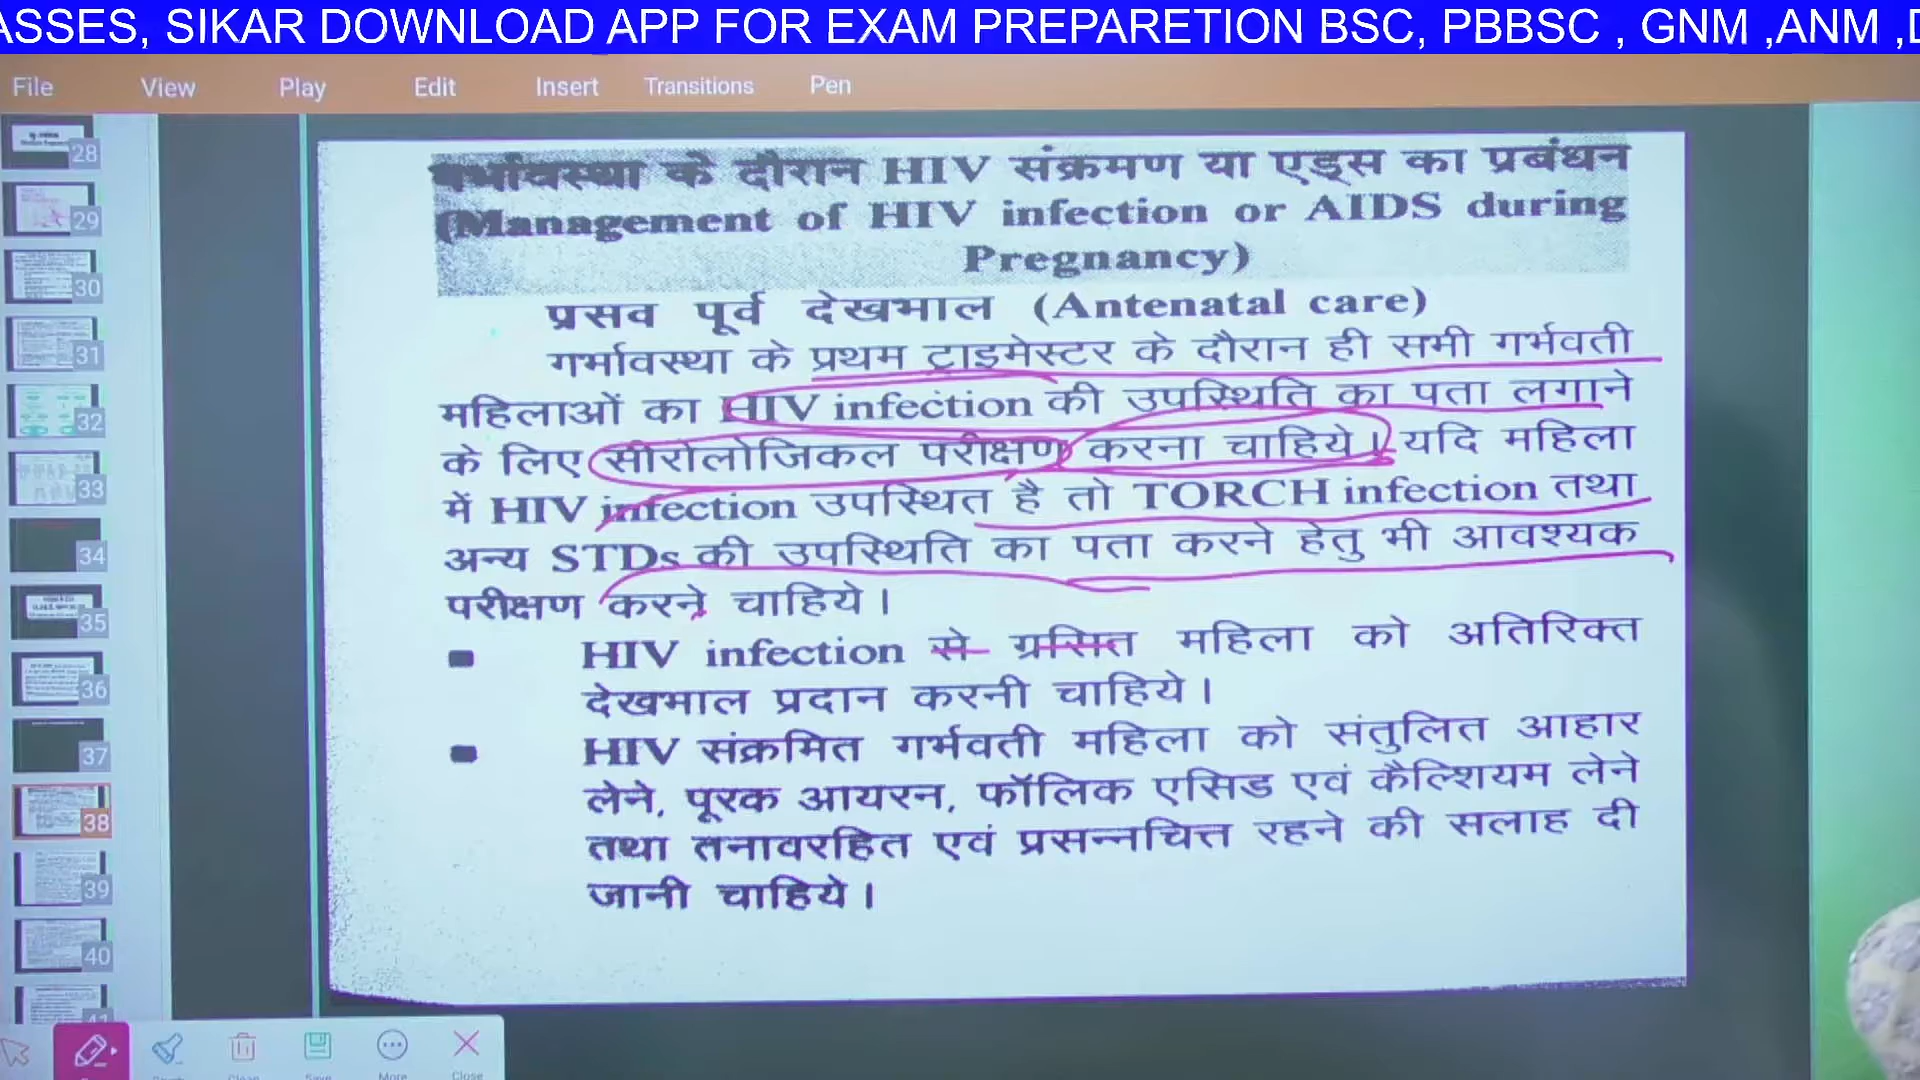 ASSES, SIKAR DOWNLOAD APP FOR EXAM PREPARETION BSC, PBBSC , GNM ,ANM ,D
File View Play Edit Insert Transitions Pen
28
29
30
31
32
33
34
35
36
37
38
39
40
41
गर्भावस्था के दौरान HIV संक्रमण या एड्स का प्रबंधन
(Management of HIV infection or AIDS during
Pregnancy)
प्रसव पूर्व देखभाल (Antenatal care)
गर्भावस्था के प्रथम ट्राइमेस्टर के दौरान ही सभी गर्भवती
महिलाओं का HIV infection की उपस्थिति का पता लगाने
के लिए सीरोलोजिकल परीक्षण करना चाहिये। यदि महिला
में HIV infection उपस्थित है तो TORCH infection तथा
अन्य STDs की उपस्थिति का पता करने हेतु भी आवश्यक
परीक्षण करने चाहिये।
HIV infection से ग्रसित महिला को अतिरिक्त
देखभाल प्रदान करनी चाहिये।
HIV संक्रमित गर्भवती महिला को संतुलित आहार
लेने, पूरक आयरन, फॉलिक एसिड एवं कैल्शियम लेने
तथा तनावरहित एवं प्रसन्नचित्त रहने की सलाह दी
जानी चाहिये।
Clean Save More Close